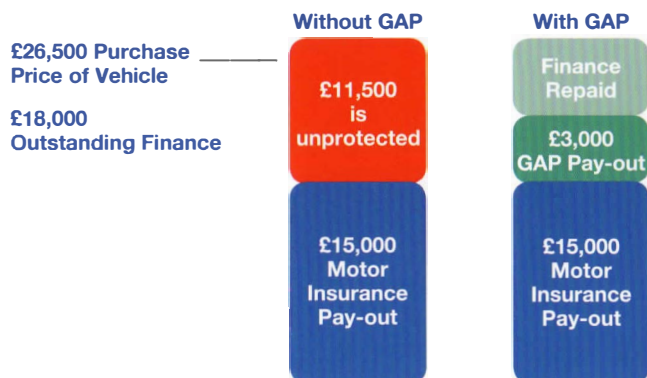 Without GAP
With GAP
£26,500 Purchase
Price of Vehicle
£18,000
Outstanding Finance
£11,500
is
unprotected
£15,000
Motor
Insurance
Pay-out
Finance
Repaid
£3,000
GAP Pay-out
£15,000
Motor
Insurance
Pay-out